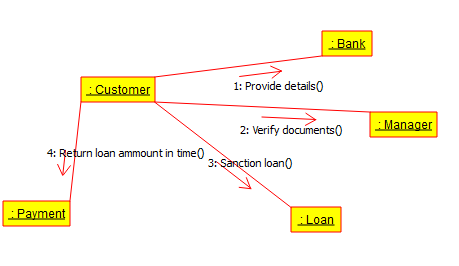 : Bank
: Customer
1: Provide details()
: Manager
2: Verify documents()
4: Return loan ammount in time()
3: Sanction loan()
: Payment
: Loan